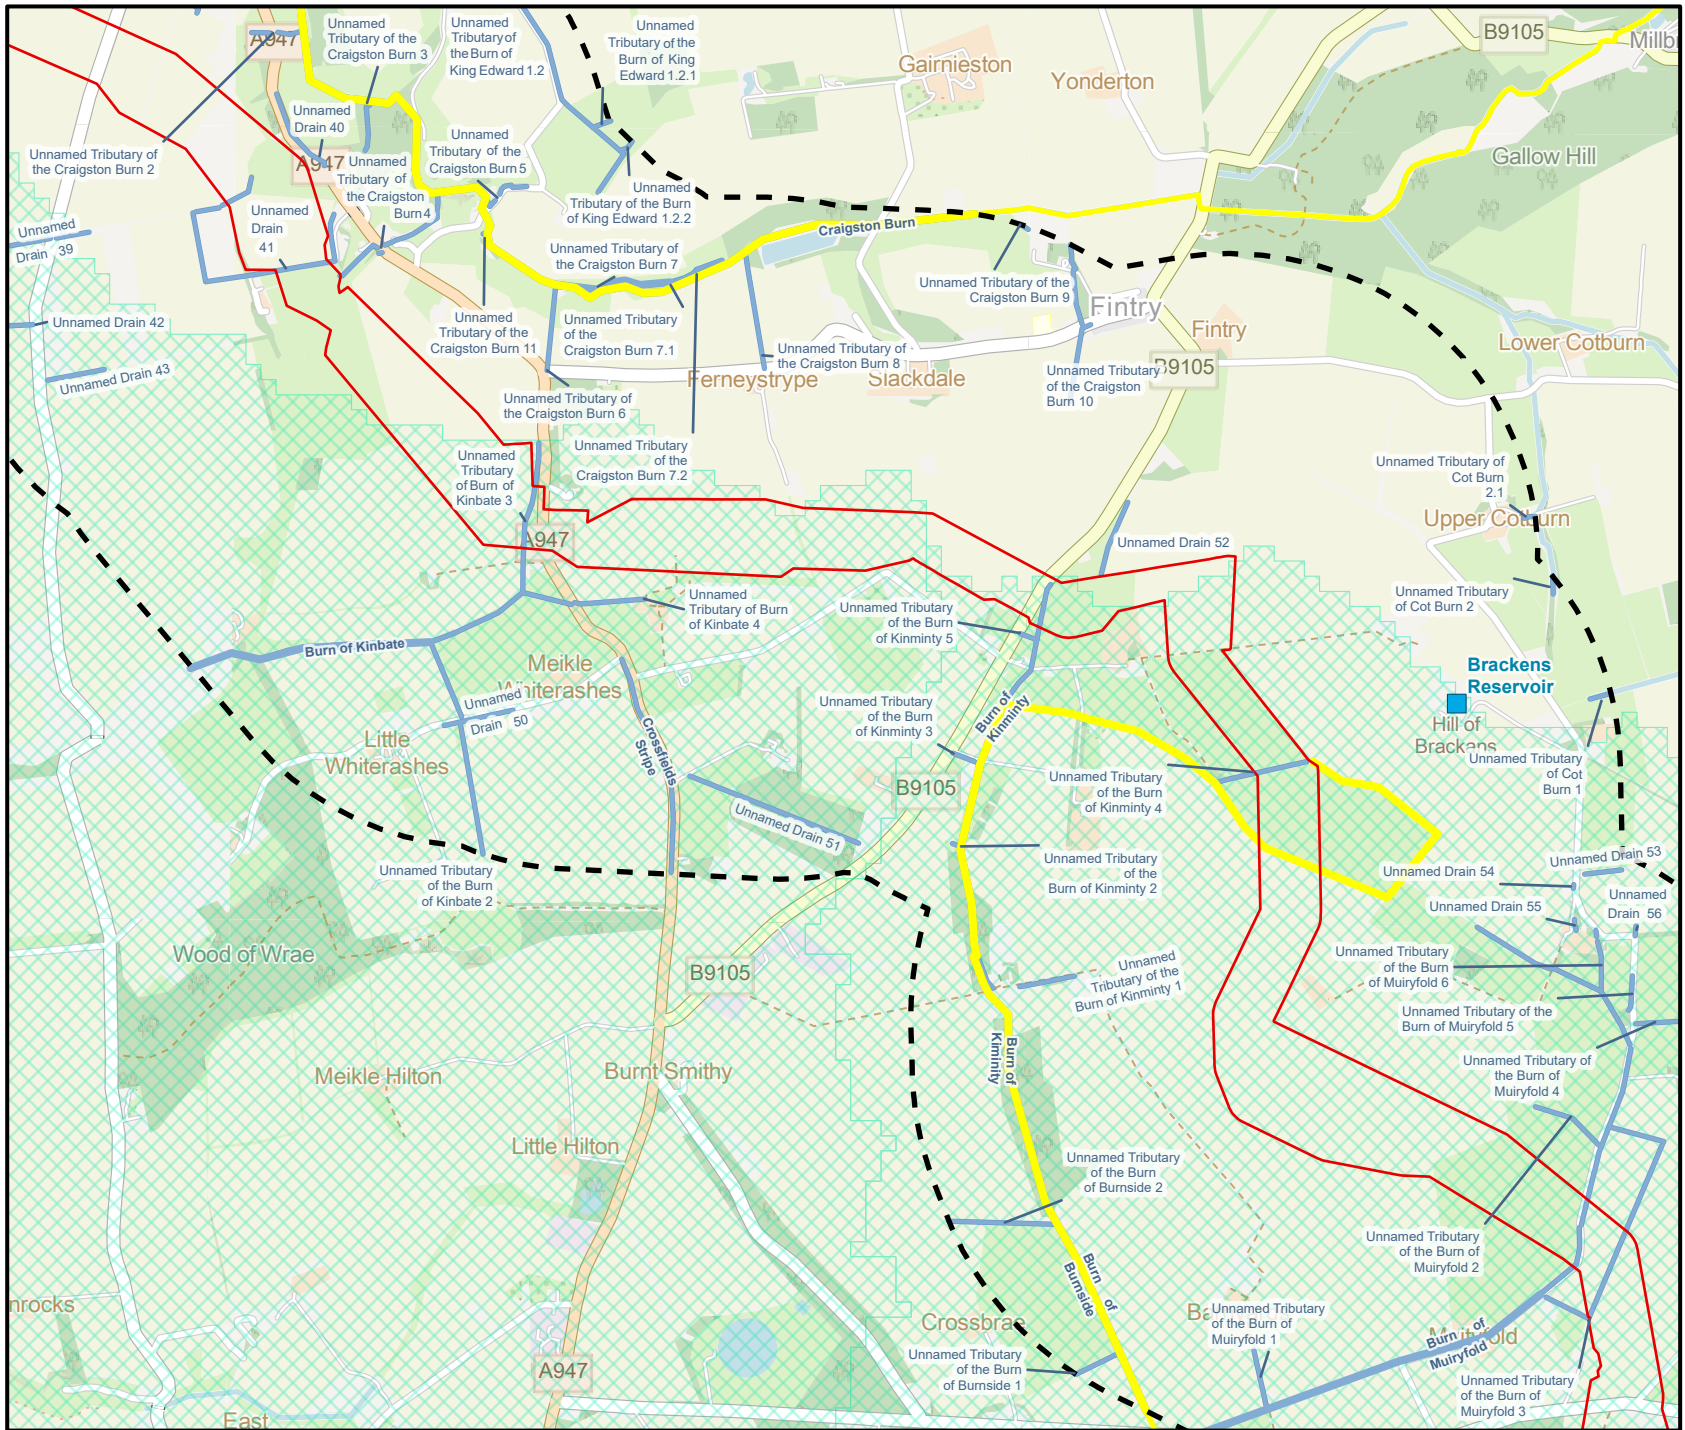 A947
Unnamed
Tributary of the
Craigston Burn 3
Unnamed
Tributary of
the Burn of
King Edward 1.2
Unnamed
Tributary of the
Burn of King
Edward 1.2.1
Gairnieston
Yonderton
B9105
Gallow Hill
Unnamed
Drain 40
Unnamed Tributary of
the Craigston Burn 2
A947
Unnamed
Tributary of
the Craigston
Burn 4
Unnamed
Tributary of the
Craigston Burn 5
Unnamed
Tributary of the Burn
of King Edward 1.2.2
Unnamed
Drain
41
Unnamed
Drain 39
Craigston Burn
Unnamed Tributary of
the Craigston Burn 7
Unnamed Tributary of the
Craigston Burn 9
Fintry
Fintry
Unnamed Drain 42
Unnamed
Tributary of the
Craigston Burn 11
Unnamed Tributary
of the
Craigston Burn 7.1
Unnamed Tributary of
the Craigston Burn 8
Ferneystrype
Slackdale
Unnamed Tributary
of the Craigston
Burn 10
B9105
Lower Cotburn
Unnamed Drain 43
Unnamed Tributary of
the Craigston Burn 6
Unnamed Tributary
of the
Craigston Burn 7.2
Unnamed
Tributary
of Burn of
Kinbate 3
Unnamed Tributary of
Cot Burn
2.1
Upper Cotburn
A947
Unnamed Drain 52
Unnamed
Tributary of Burn
of Kinbate 4
Unnamed Tributary
of the Burn
of Kinminty 5
Unnamed Tributary
of Cot Burn 2
Burn of Kinbate
Meikle
Whiterashes
Brackens
Reservoir
Hill of
Brackans
Unnamed
Drain 50
Crossfields
Stripe
Unnamed Tributary
of the Burn
of Kinminty 3
Burn of
Kinminty
Little
Whiterashes
B9105
Unnamed Tributary
of the Burn
of Kinminty 4
Unnamed Tributary
of Cot
Burn 1
Unnamed Drain 51
Unnamed Tributary
of the Burn
of Kinbate 2
Unnamed Tributary
of the
Burn of Kinminty 2
Unnamed Drain 53
Unnamed Drain 54
Unnamed Drain 55
Unnamed
Drain 56
Wood of Wrae
B9105
Unnamed
Tributary of the
Burn of Kinminty 1
Unnamed Tributary
of the Burn
of Muiryfold 6
Unnamed Tributary of the
Burn of Muiryfold 5
Burn of
Kiminity
Meikle Hilton
Burnt Smithy
Unnamed Tributary of
the Burn of
Muiryfold 4
Little Hilton
Unnamed Tributary
of the Burn
of Burnside 2
Unnamed Tributary
of the Burn of
Muiryfold 2
Burn of
Burnside
nrocks
Crossbrae
Ba
Unnamed Tributary
of the Burn of
Muiryfold 1
Muiryfold
Burn of
Muiryfold
A947
Unnamed Tributary
of the Burn
of Burnside 1
Unnamed Tributary
of the Burn of
Muiryfold 3
East